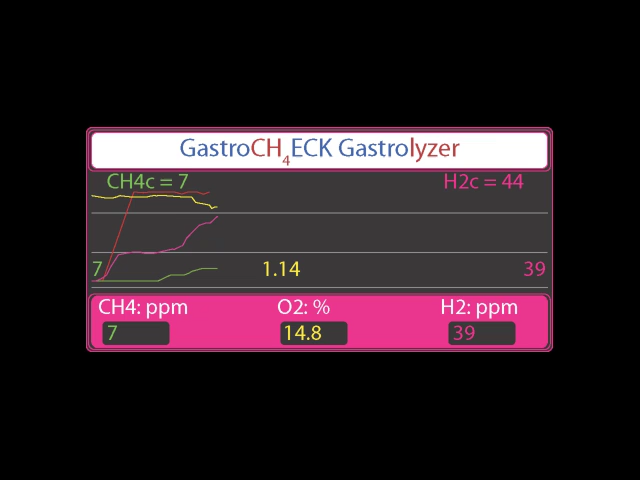 GastroCH4ECK Gastrolyzer
CH4c = 7 H2c = 44
7 1.14 39
CH4: ppm O2: % H2: ppm
7 14.8 39